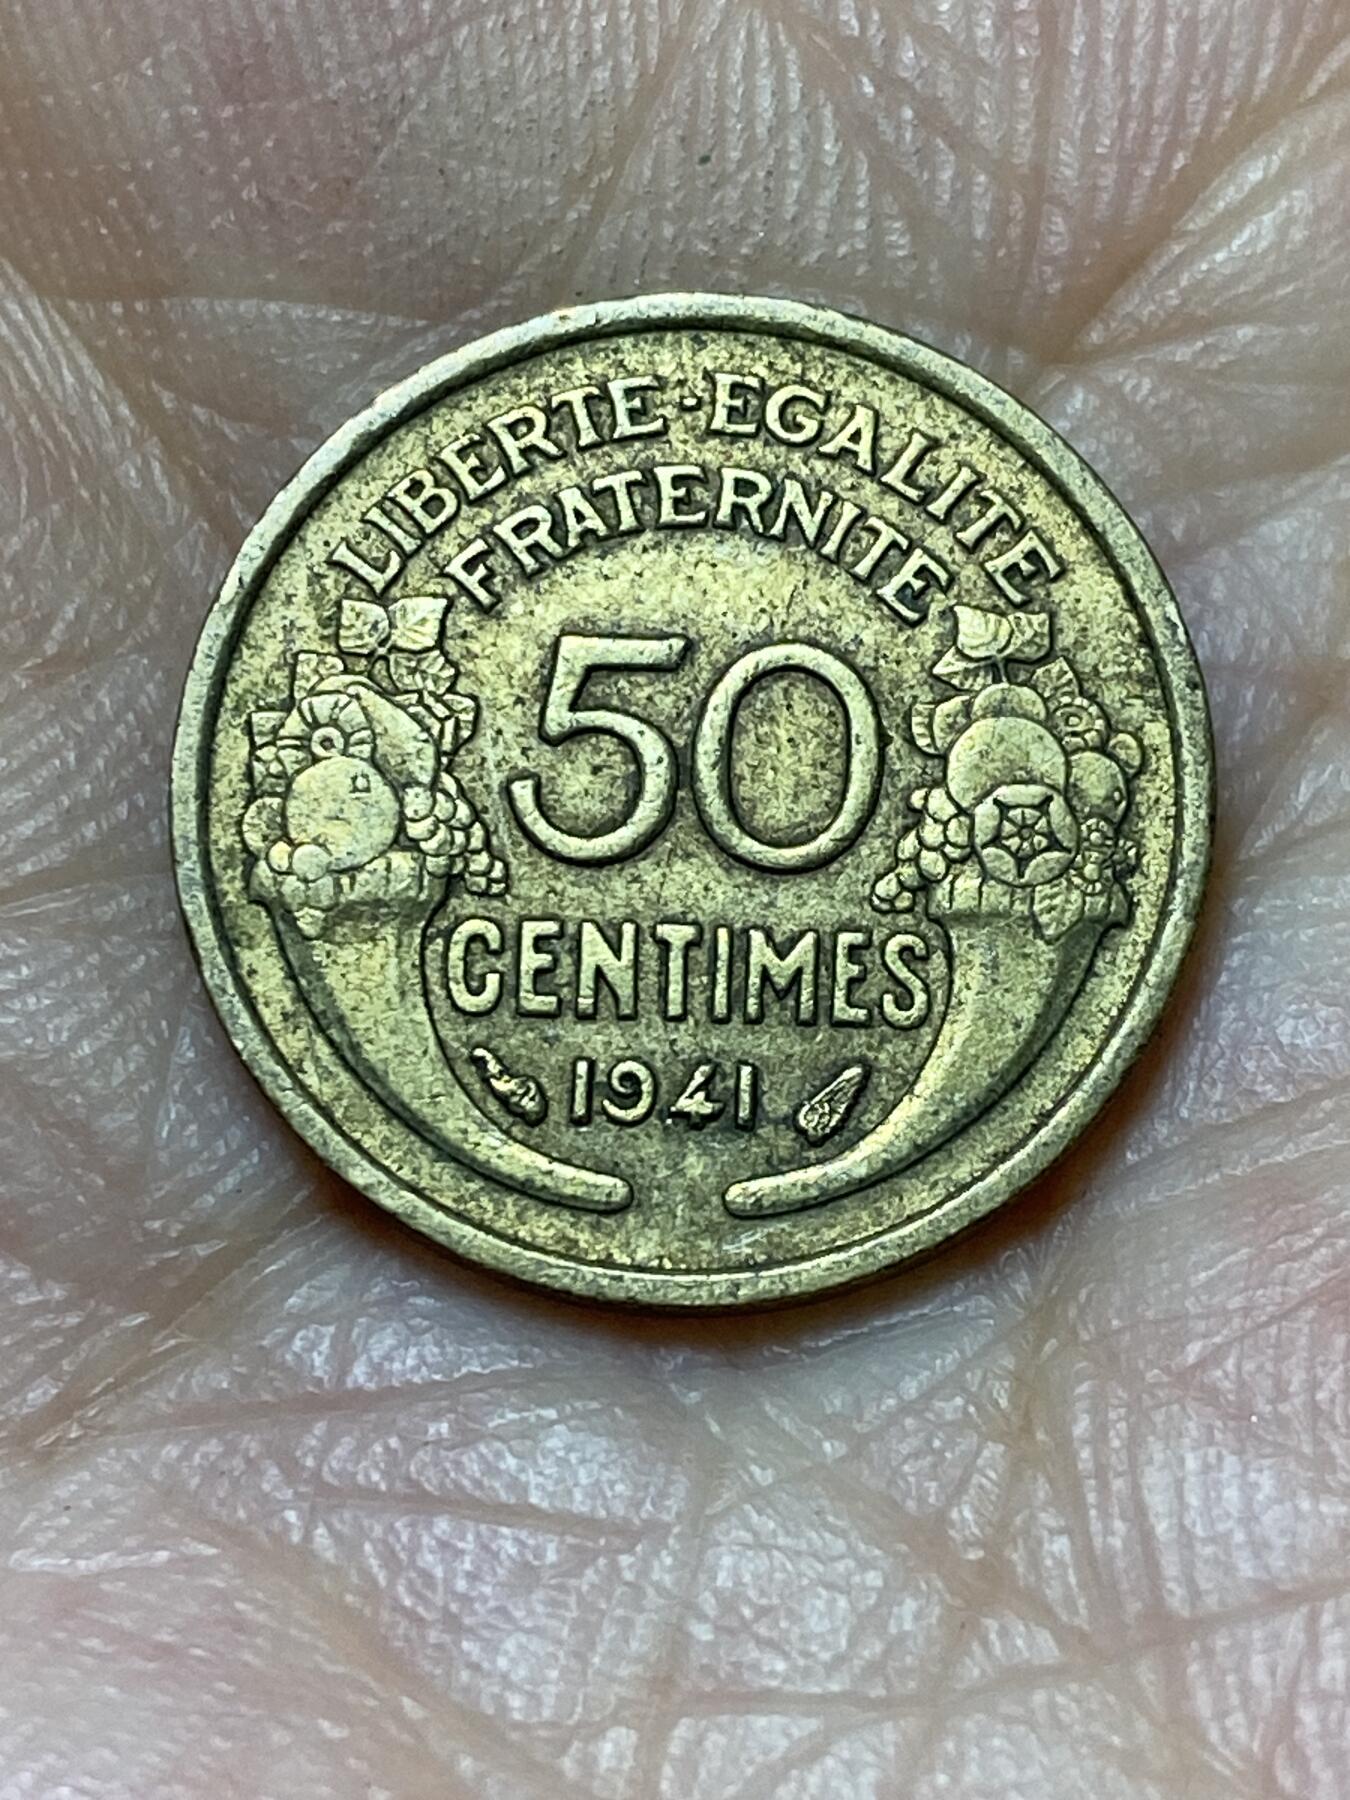 LIBERTE·EGALITE
FRATERNITE
50
CENTIMES
1941